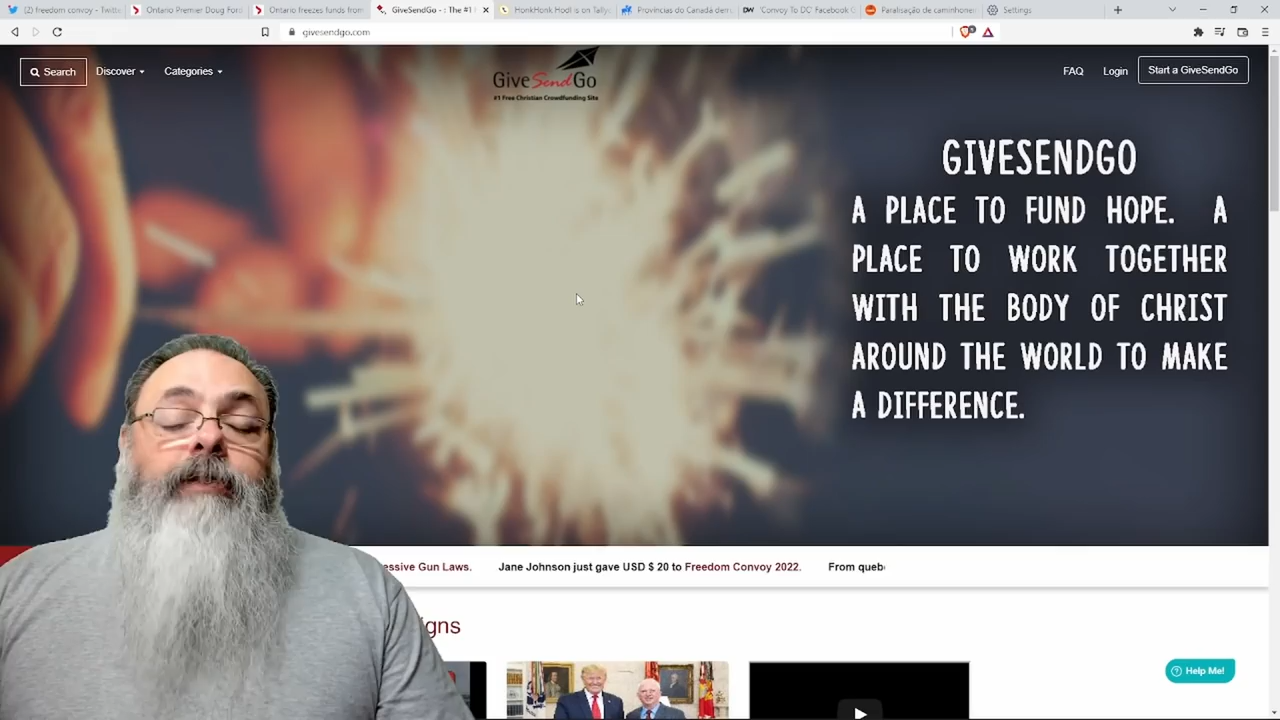 (2) freedom convoy - Twitte
Ontario Premier Doug Ford
Ontario freezes funds from
GiveSendGo - : The #1
HonkHonk Hodl is on Tally
Províncias do Canadá derr
'Convoy To DC' Facebook G
Paralisação de caminhone
Settings
givesendgo.com
Search
Discover
Categories
GiveSendGo
#1 Free Christian Crowdfunding Site
FAQ
Login
Start a GiveSendGo
GIVESENDGO
A PLACE TO FUND HOPE. A
PLACE TO WORK TOGETHER
WITH THE BODY OF CHRIST
AROUND THE WORLD TO MAKE
A DIFFERENCE.
essive Gun Laws. Jane Johnson just gave USD $ 20 to Freedom Convoy 2022. From queb
gns
Help Me!